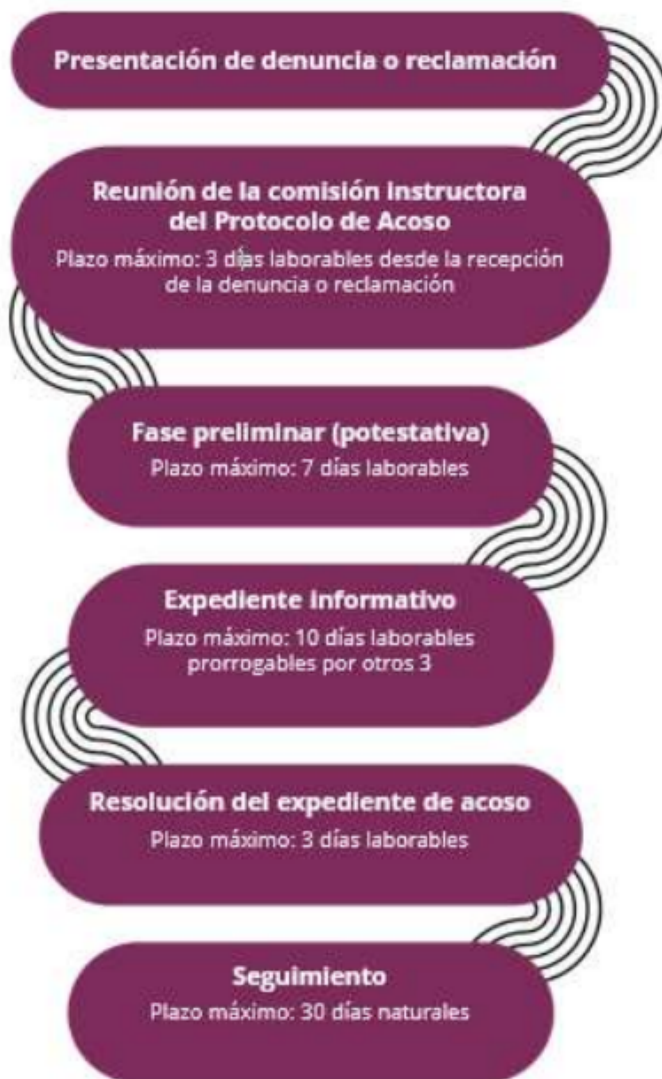 Presentación de denuncia o reclamación
Reunión de la comisión Instructora
del Protocolo de Acoso
Plazo máximo: 3 días laborables desde la recepción
de la denuncia o reclamación
Fase preliminar (potestativa)
Plazo máximo: 7 días laborables
Expediente informativo
Plazo máximo: 10 días laborables
prorrogables por otros 3
Resolución del expediente de acoso
Plazo máximo: 3 días laborables
Seguimiento
Plazo máximo: 30 días naturales